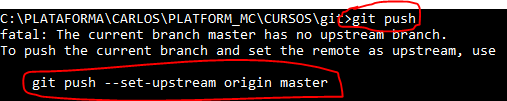 C:\PLATAFORMA\CARLOS\PLATFORM_MC\CURSOS\git>git push
fatal: The current branch master has no upstream branch.
To push the current branch and set the remote as upstream, use
git push --set-upstream origin master